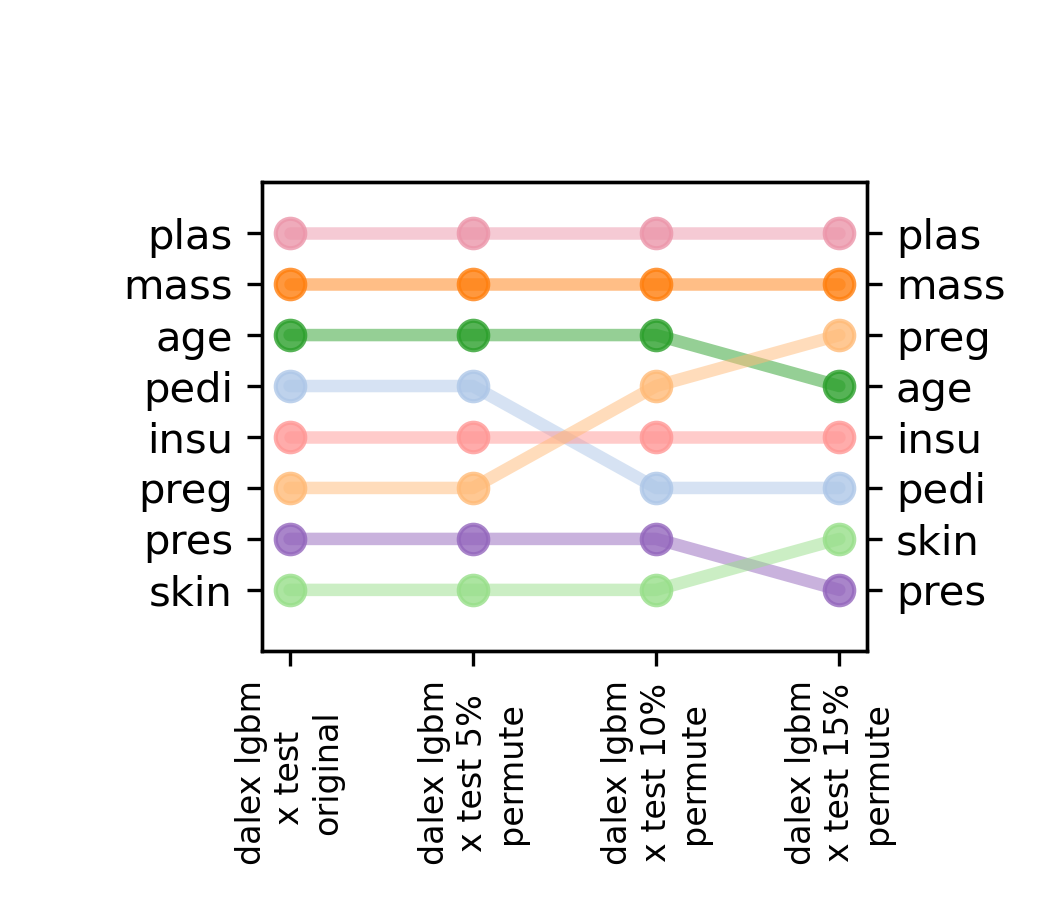 plas
mass
age
pedi
insu
preg
pres
skin
plas
mass
preg
age
insu
pedi
skin
pres
dalex lgbm
x test
original
dalex lgbm
x test 5%
permute
dalex lgbm
x test 10%
permute
dalex lgbm
x test 15%
permute